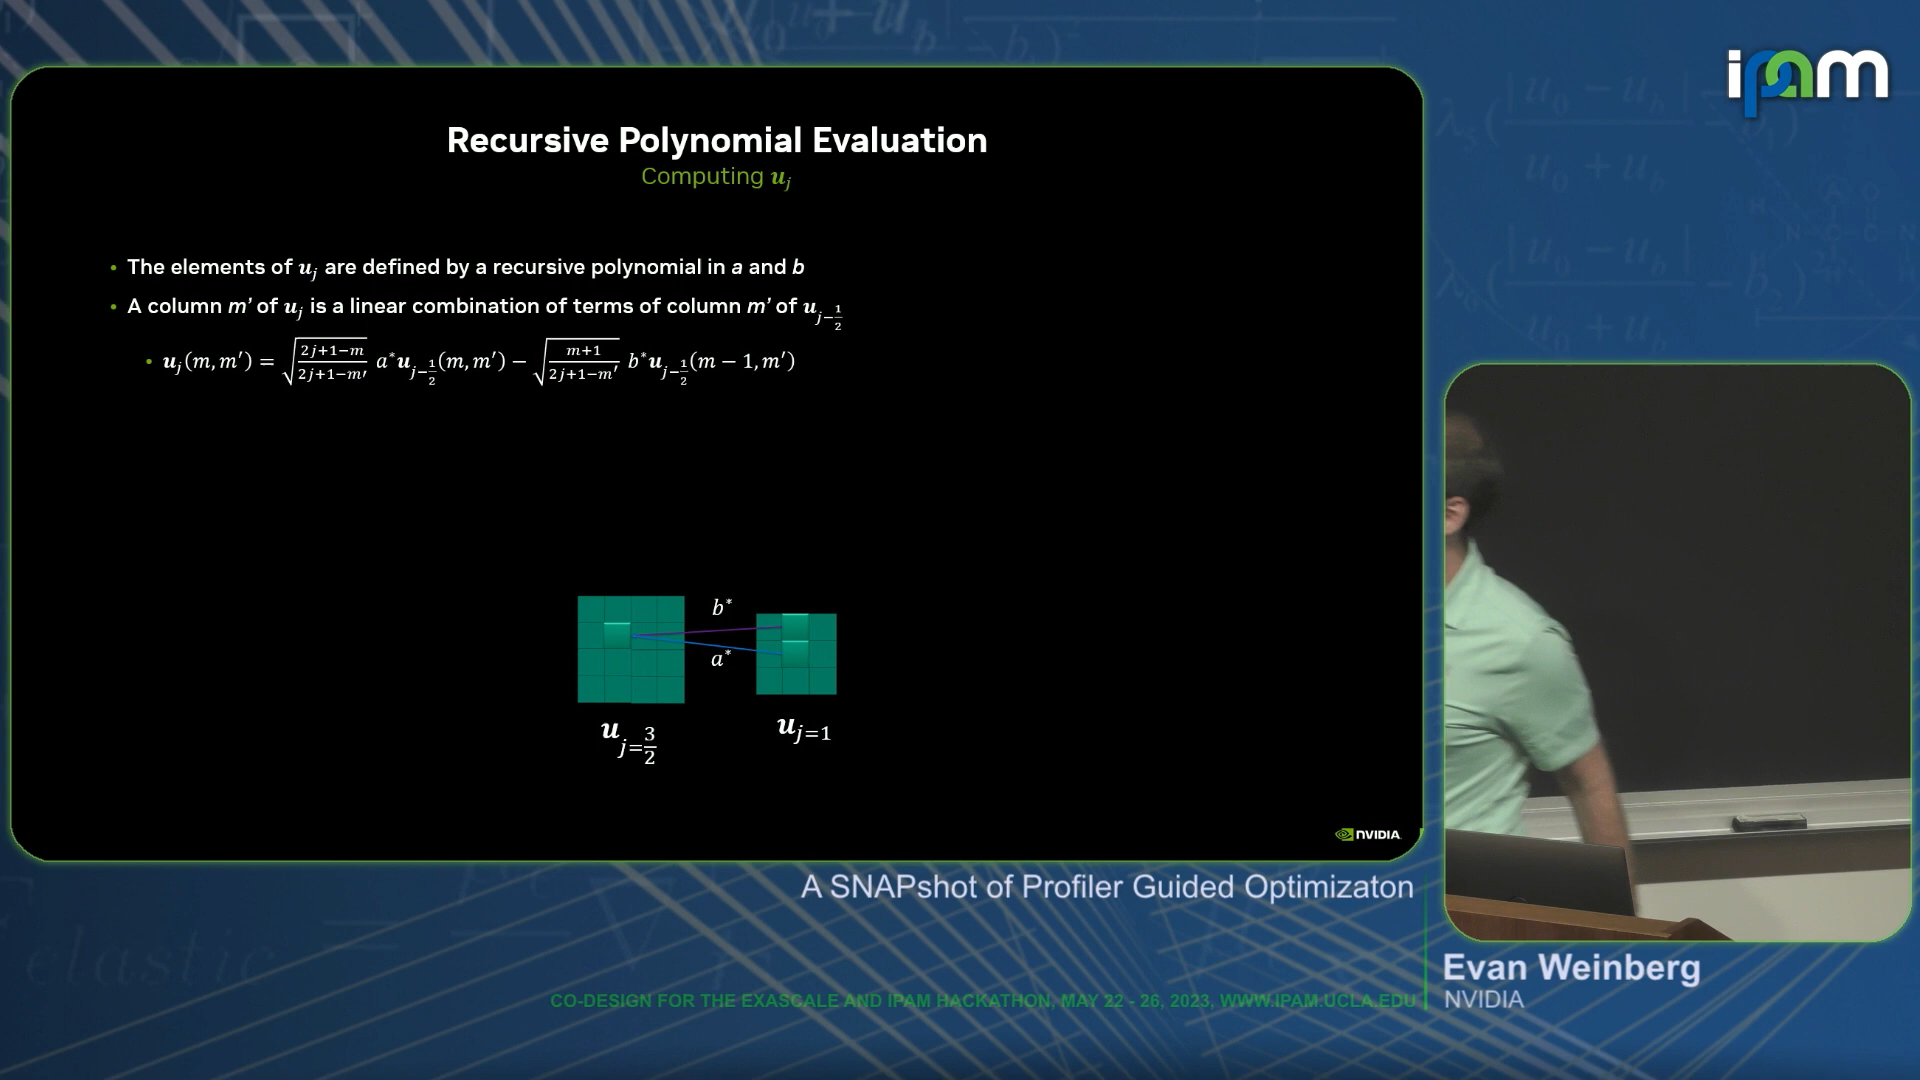 ipam
Recursive Polynomial Evaluation
Computing u_j
• The elements of u_j are defined by a recursive polynomial in a and b
• A column m' of u_j is a linear combination of terms of column m' of u_{j-1/2}
• u_j(m, m') = √((2j+1−m)/(2j+1−m')) a* u_{j-1/2}(m, m') − √((m+1)/(2j+1−m')) b* u_{j-1/2}(m − 1, m')
b*
a*
u_{j=3/2}
u_{j=1}
NVIDIA.
A SNAPshot of Profiler Guided Optimizaton
Evan Weinberg
NVIDIA
CO-DESIGN FOR THE EXASCALE AND IPAM HACKATHON, MAY 22 - 26, 2023, WWW.IPAM.UCLA.EDU
elastic